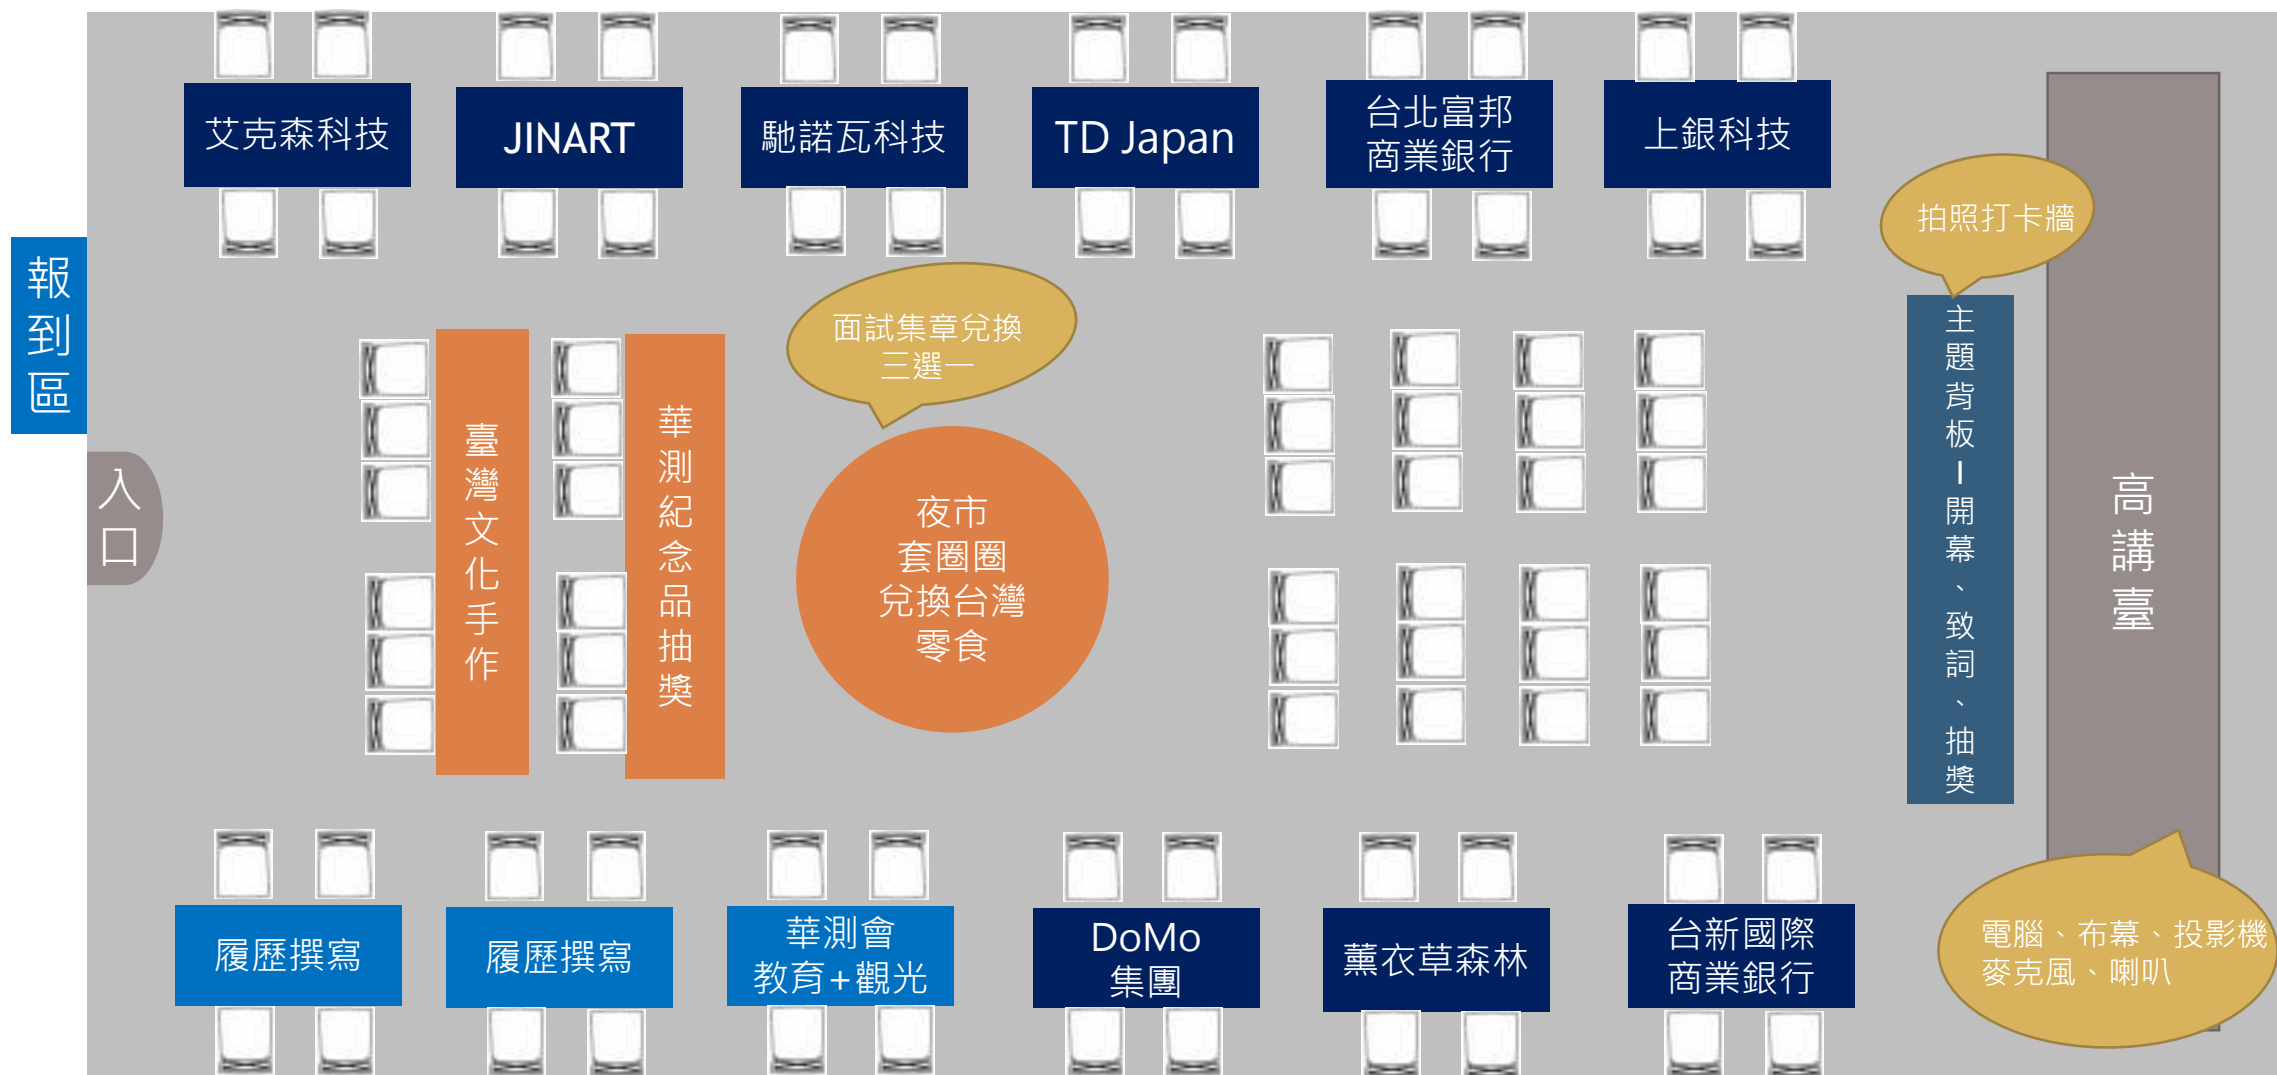 艾克森科技
JINART
馳諾瓦科技
TD Japan
台北富邦
商業銀行
上銀科技
拍照打卡牆
報到區
入口
臺灣文化手作
華測紀念品抽獎
面試集章兌換
三選一
夜市
套圈圈
兌換台灣
零食
主題背板I開幕、致詞、抽獎
高講臺
履歷撰寫
履歷撰寫
華測會
教育+觀光
DoMo
集團
薰衣草森林
台新國際
商業銀行
電腦、布幕、投影機
麥克風、喇叭